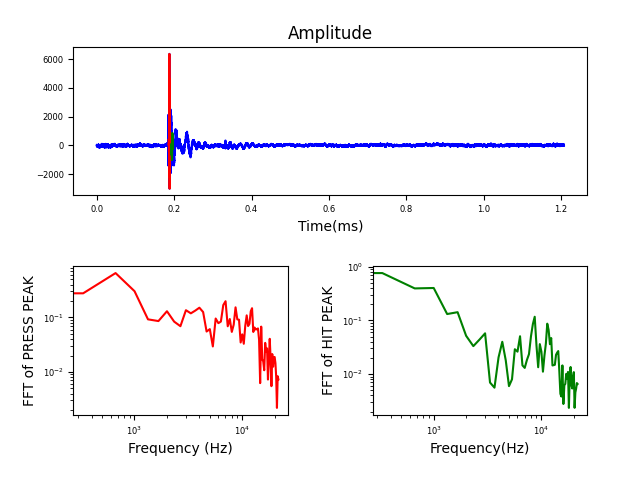 Amplitude
6000
4000
2000
0
−2000
0.0 0.2 0.4 0.6 0.8 1.0 1.2
Time(ms)
FFT of PRESS PEAK
10⁻¹
10⁻²
10³ 10⁴
Frequency (Hz)
FFT of HIT PEAK
10⁰
10⁻¹
10⁻²
10³ 10⁴
Frequency(Hz)